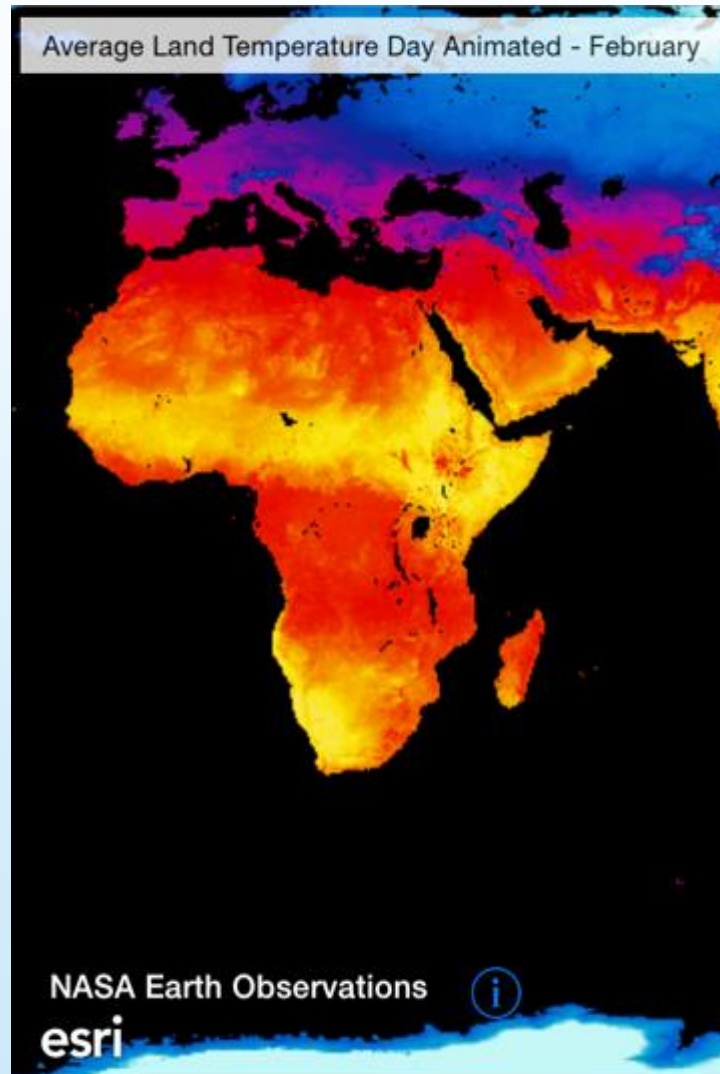 Average Land Temperature Day Animated - February
NASA Earth Observations i
esri